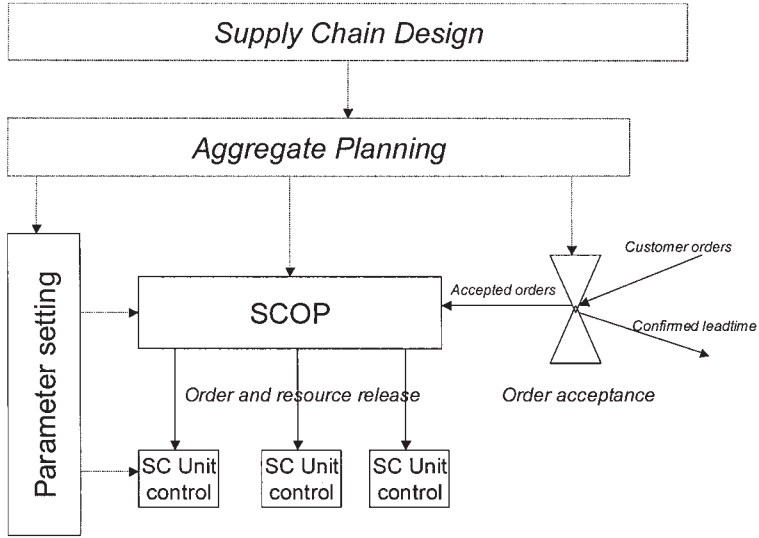 Supply Chain Design
Aggregate Planning
Parameter setting
Customer orders
Accepted orders
SCOP
Confirmed leadtime
Order and resource release
Order acceptance
SC Unit
control
SC Unit
control
SC Unit
control